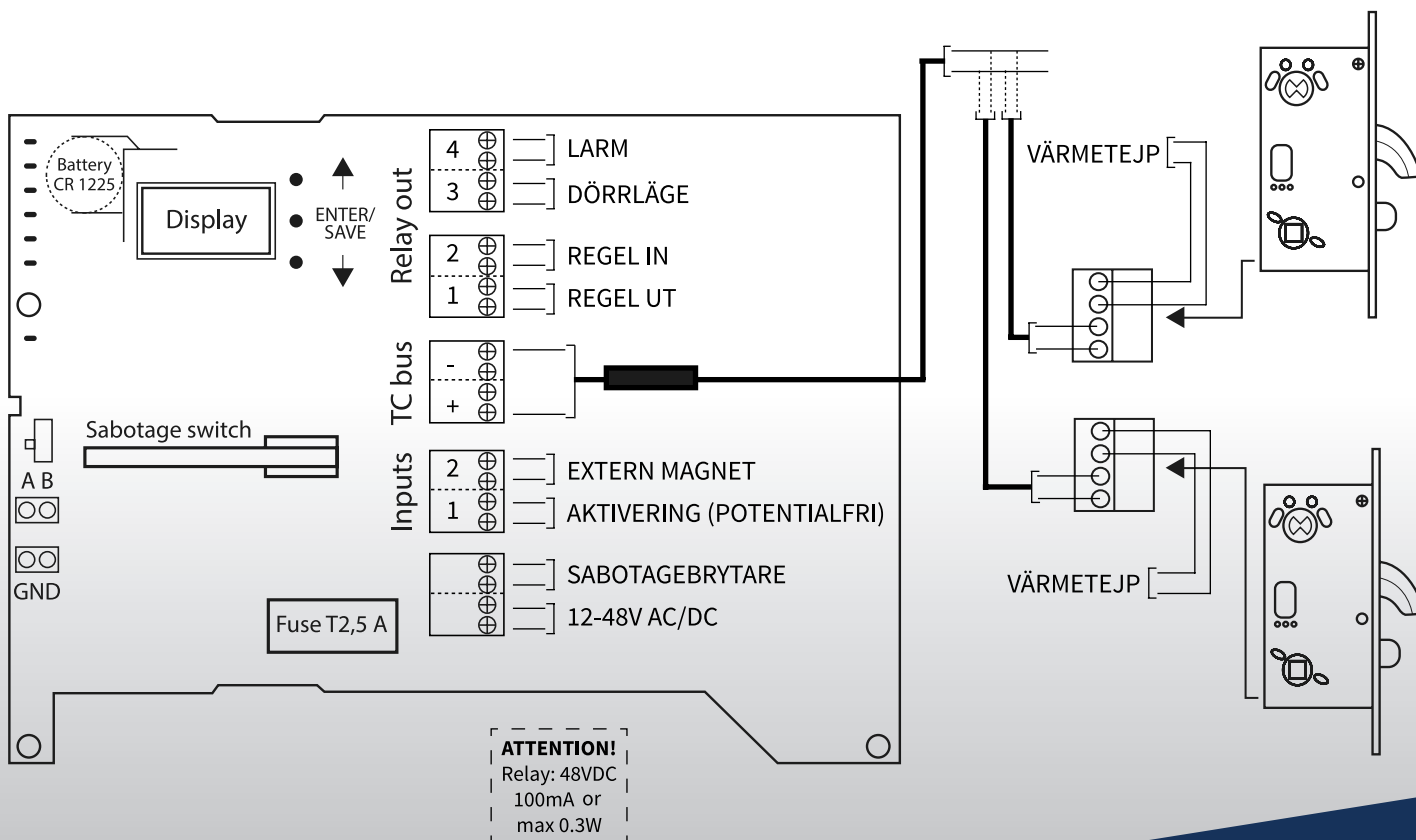 Battery
CR 1225
Display
ENTER/
SAVE
Relay out
4
LARM
3
DÖRRLÄGE
2
REGEL IN
1
REGEL UT
TC bus
-
+
Sabotage switch
A B
GND
Inputs
2
EXTERN MAGNET
1
AKTIVERING (POTENTIALFRI)
SABOTAGEBRYTARE
12-48V AC/DC
Fuse T2,5 A
VÄRMETEJP
VÄRMETEJP
ATTENTION!
Relay: 48VDC
100mA or
max 0.3W